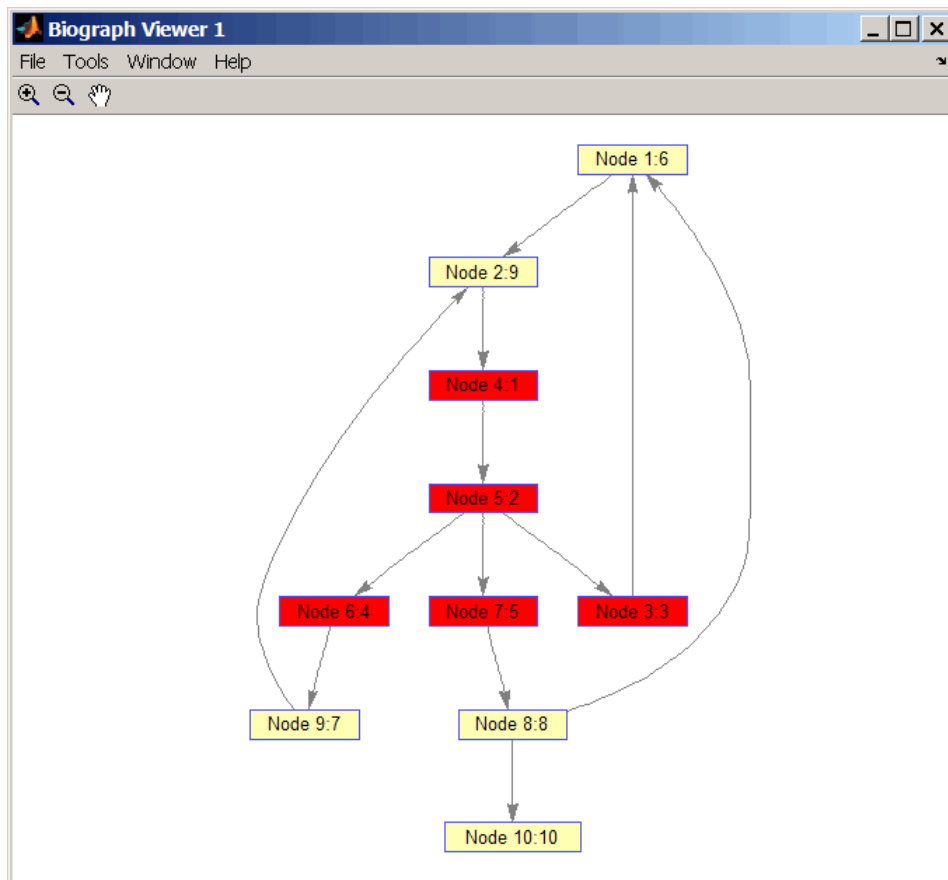 Biograph Viewer 1
File Tools Window Help
Node 1:6
Node 2:9
Node 4:1
Node 5:2
Node 6:4 Node 7:5 Node 3:3
Node 9:7 Node 8:8
Node 10:10